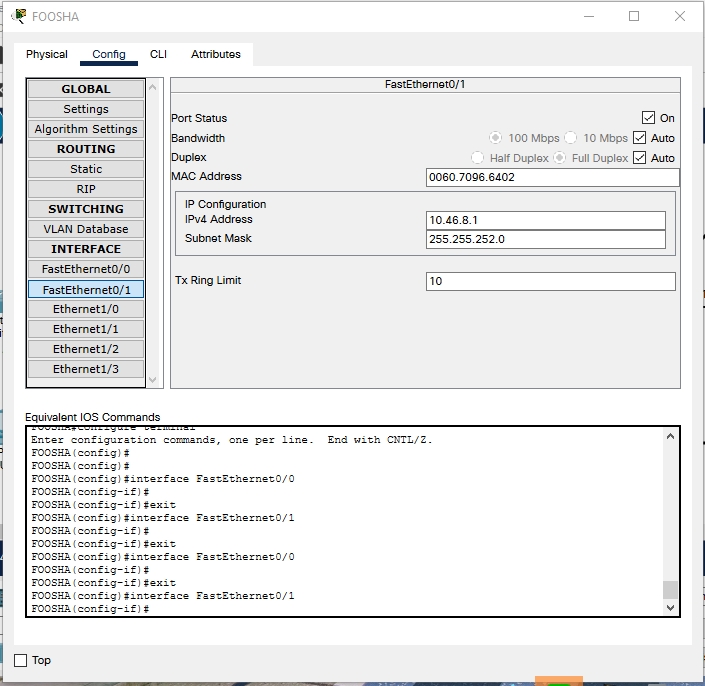 FOOSHA
Physical Config CLI Attributes
GLOBAL
Settings
Algorithm Settings
ROUTING
Static
RIP
SWITCHING
VLAN Database
INTERFACE
FastEthernet0/0
FastEthernet0/1
Ethernet1/0
Ethernet1/1
Ethernet1/2
Ethernet1/3
FastEthernet0/1
Port Status On
Bandwidth 100 Mbps 10 Mbps Auto
Duplex Half Duplex Full Duplex Auto
MAC Address 0060.7096.6402
IP Configuration
IPv4 Address 10.46.8.1
Subnet Mask 255.255.252.0
Tx Ring Limit 10
Equivalent IOS Commands
FOOSHA#configure terminal
Enter configuration commands, one per line. End with CNTL/Z.
FOOSHA(config)#
FOOSHA(config)#
FOOSHA(config)#interface FastEthernet0/0
FOOSHA(config-if)#
FOOSHA(config-if)#exit
FOOSHA(config)#interface FastEthernet0/1
FOOSHA(config-if)#
FOOSHA(config-if)#exit
FOOSHA(config)#interface FastEthernet0/0
FOOSHA(config-if)#
FOOSHA(config-if)#exit
FOOSHA(config)#interface FastEthernet0/1
FOOSHA(config-if)#
Top